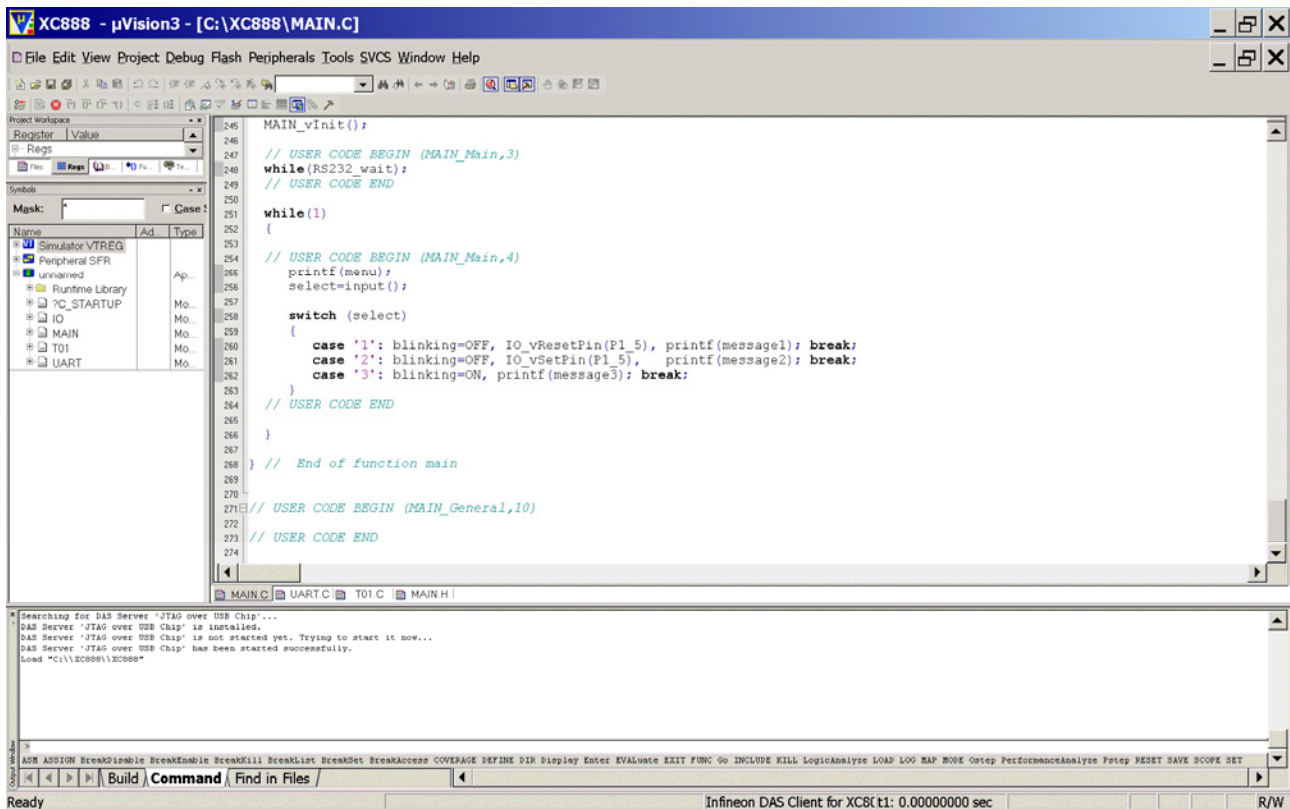 XC888 - µVision3 - [C:\XC888\MAIN.C]
File Edit View Project Debug Flash Peripherals Tools SVCS Window Help
Project Workspace
Register Value
Regs
Files Regs B... Fu... Te...
Symbols
Mask: * Case S
Name Ad... Type
Simulator VTREG
Peripheral SFR
unnamed Ap...
Runtime Library
?C_STARTUP Mo...
IO Mo...
MAIN Mo...
T01 Mo...
UART Mo...
245 MAIN_vInit();
246
247 // USER CODE BEGIN (MAIN_Main,3)
248 while(RS232_wait);
249 // USER CODE END
250
251 while(1)
252 {
253
254 // USER CODE BEGIN (MAIN_Main,4)
255 printf(menu);
256 select=input();
257
258 switch (select)
259 {
260 case '1': blinking=OFF, IO_vResetPin(P1_5), printf(message1); break;
261 case '2': blinking=OFF, IO_vSetPin(P1_5), printf(message2); break;
262 case '3': blinking=ON, printf(message3); break;
263 }
264 // USER CODE END
265
266 }
267
268 } // End of function main
269
270
271 // USER CODE BEGIN (MAIN_General,10)
272
273 // USER CODE END
274
MAIN.C UART.C T01.C MAIN.H
Searching for DAS Server 'JTAG over USB Chip'...
DAS Server 'JTAG over USB Chip' is installed.
DAS Server 'JTAG over USB Chip' is not started yet. Trying to start it now...
DAS Server 'JTAG over USB Chip' has been started successfully.
Load "C:\\XC888\\XC888"
>
ASM ASSIGN BreakDisable BreakEnable BreakKill BreakList BreakSet BreakAccess COVERAGE DEFINE DIR Display Enter EVALuate EXIT FUNC Go INCLUDE KILL LogicAnalyze LOAD LOG MAP MODE Ostep PerformanceAnalyze Pstep RESET SAVE SCOPE SET
Output Window
Build Command Find in Files
Ready Infineon DAS Client for XC80 t1: 0.00000000 sec R/W